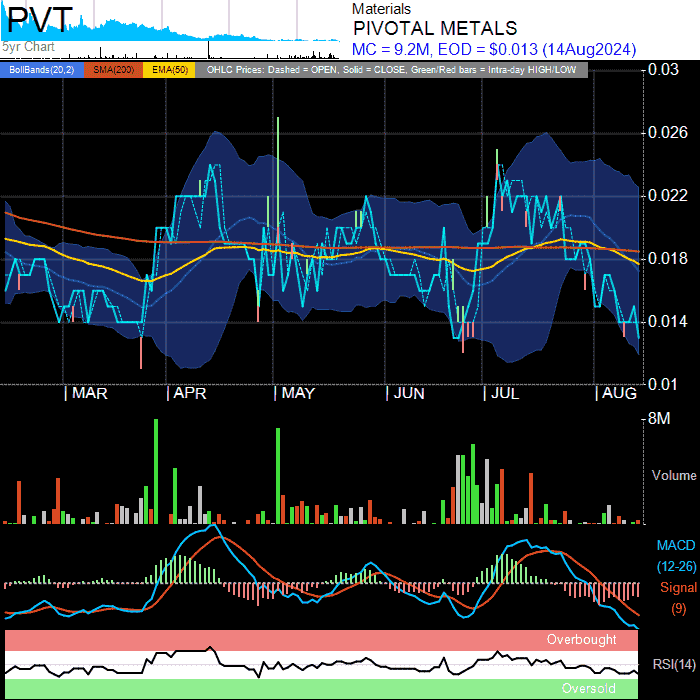 PVT
5yr Chart
Materials
PIVOTAL METALS
MC = 9.2M, EOD = $0.013 (14Aug2024)
BollBands(20,2) SMA(200) EMA(50) OHLC Prices: Dashed = OPEN, Solid = CLOSE, Green/Red bars = Intra-day HIGH/LOW
0.03
0.026
0.022
0.018
0.014
0.01
| MAR | APR | MAY | JUN | JUL | AUG
8M
Volume
MACD
(12-26)
Signal
(9)
Overbought
RSI(14)
Oversold